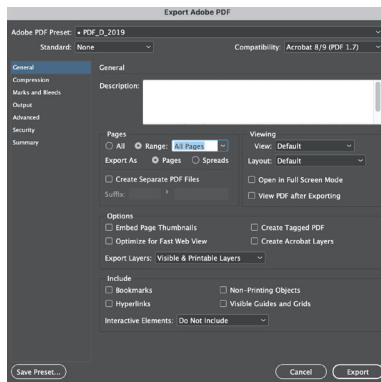 Export Adobe PDF
Adobe PDF Preset: • PDF_D_2019
Standard: None Compatibility: Acrobat 8/9 (PDF 1.7)
General
Compression
Marks and Bleeds
Output
Advanced
Security
Summary
General
Description:
Pages
All Range: All Pages
Export As Pages Spreads
Create Separate PDF Files
Suffix:
Viewing
View: Default
Layout: Default
Open in Full Screen Mode
View PDF after Exporting
Options
Embed Page Thumbnails Create Tagged PDF
Optimize for Fast Web View Create Acrobat Layers
Export Layers: Visible & Printable Layers
Include
Bookmarks Non-Printing Objects
Hyperlinks Visible Guides and Grids
Interactive Elements: Do Not Include
Save Preset... Cancel Export